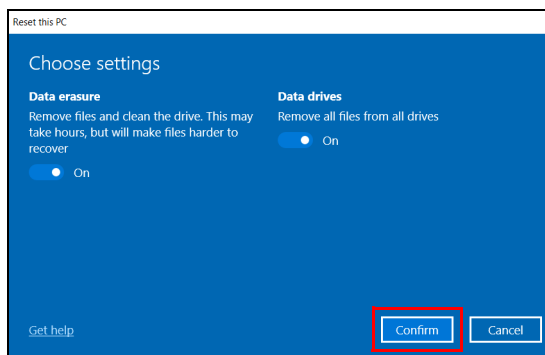 Reset this PC
Choose settings
Data erasure
Remove files and clean the drive. This may
take hours, but will make files harder to
recover
On
Data drives
Remove all files from all drives
On
Get help
Confirm
Cancel